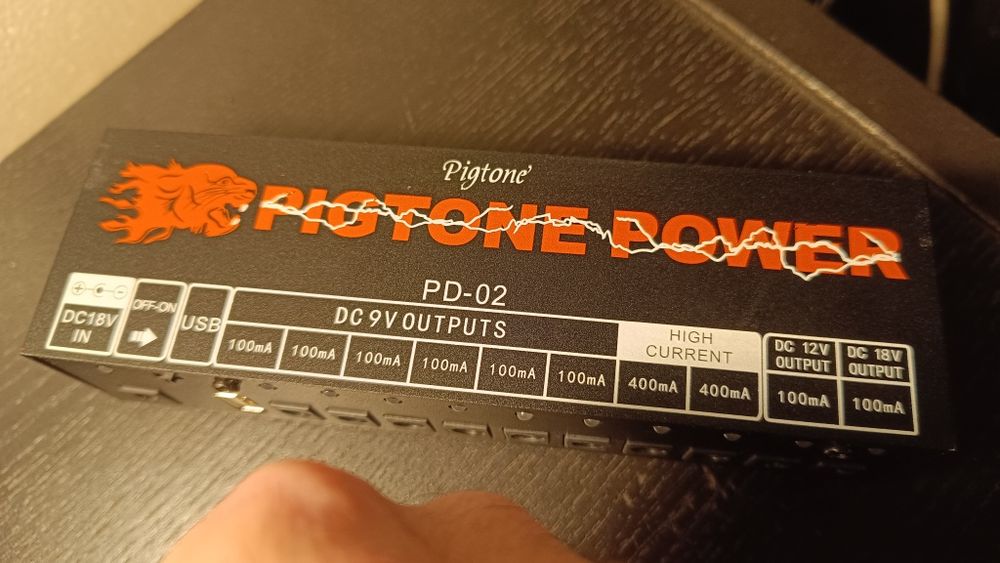 Pigtone'
PIGTONE POWER
PD-02
DC18V
IN
OFF-ON
USB
DC 9V OUTPUTS
100mA
100mA
100mA
100mA
100mA
100mA
HIGH
CURRENT
400mA
400mA
DC 12V
OUTPUT
100mA
DC 18V
OUTPUT
100mA